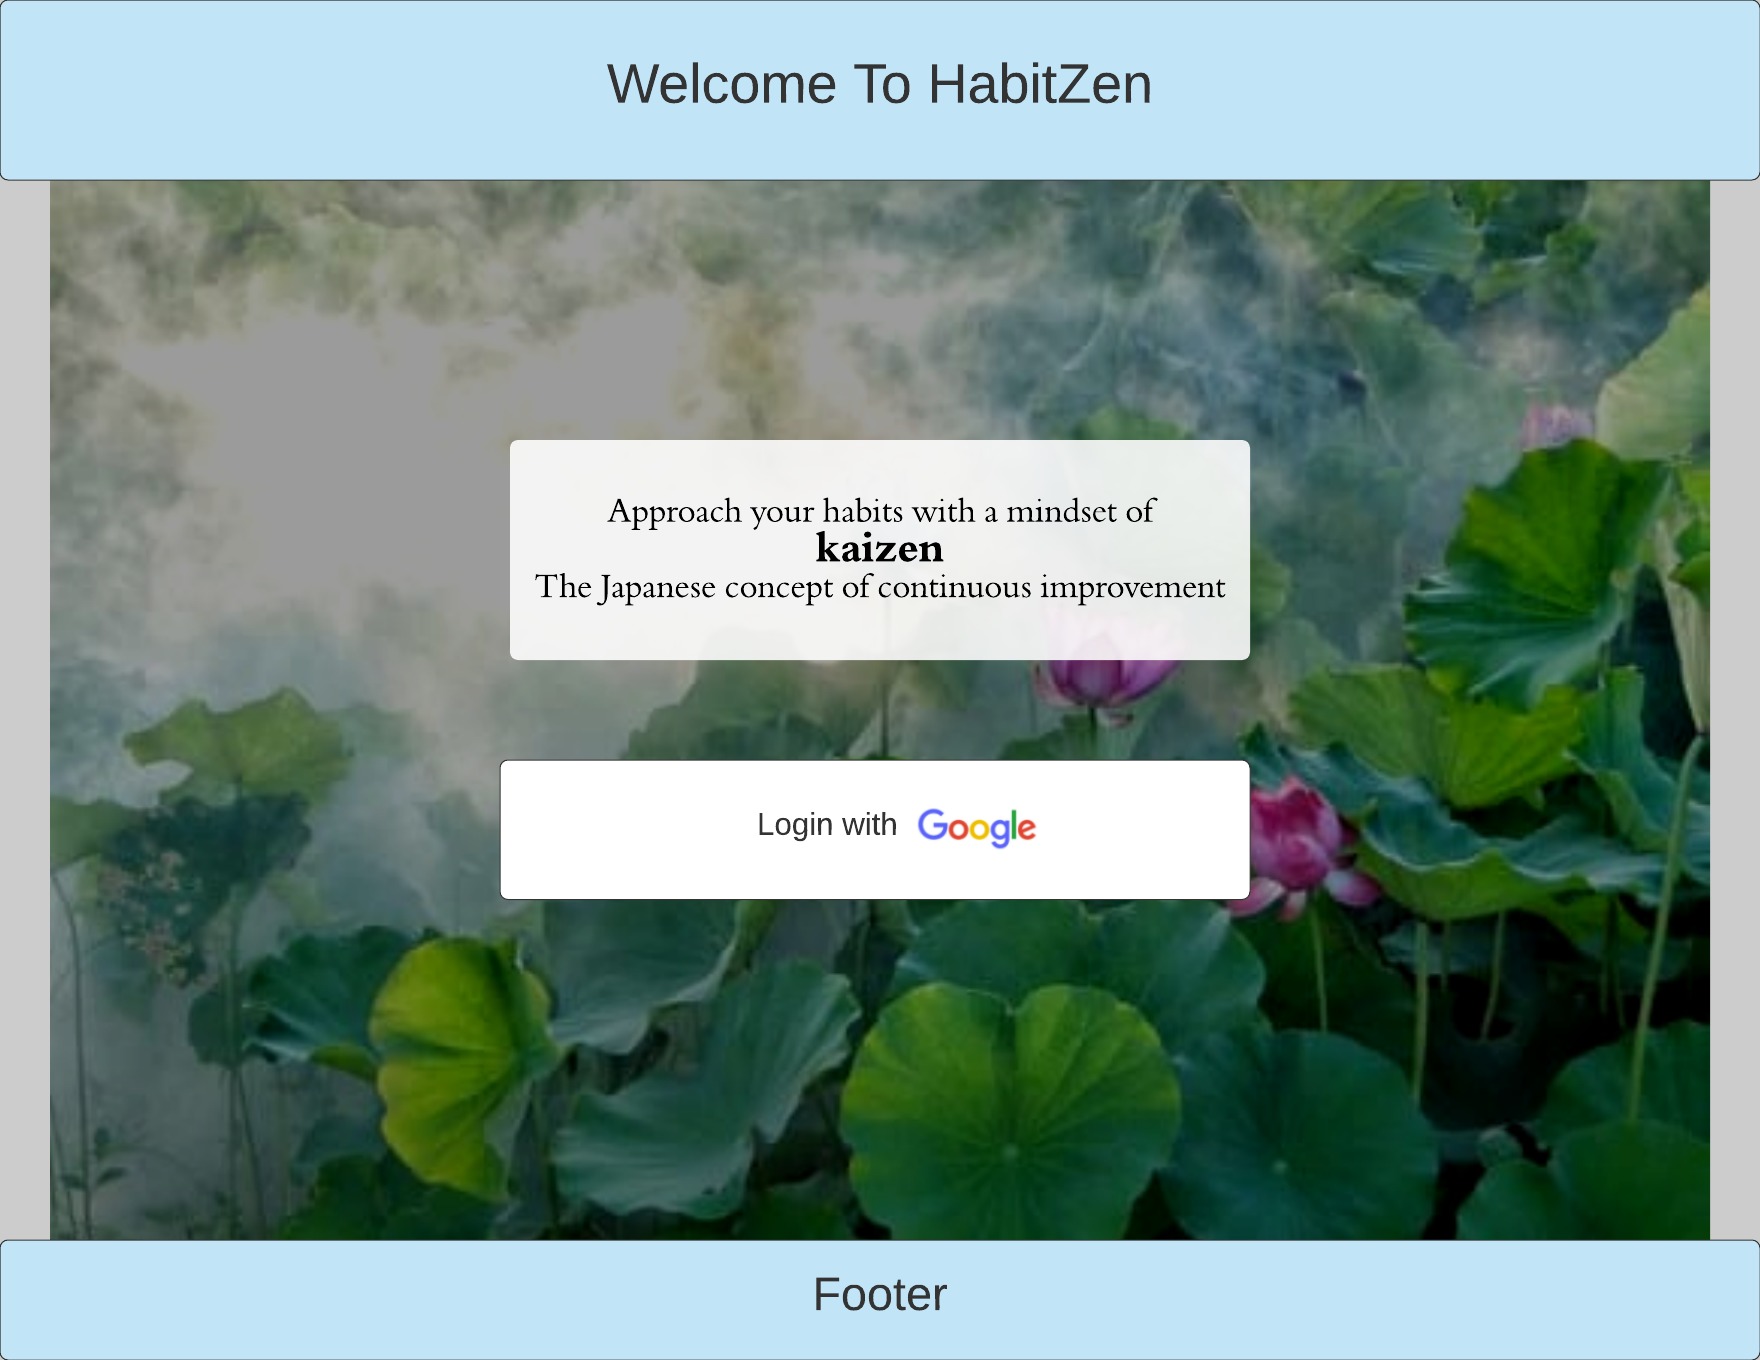 Welcome To HabitZen
Approach your habits with a mindset of
kaizen
The Japanese concept of continuous improvement
Login with Google
Footer